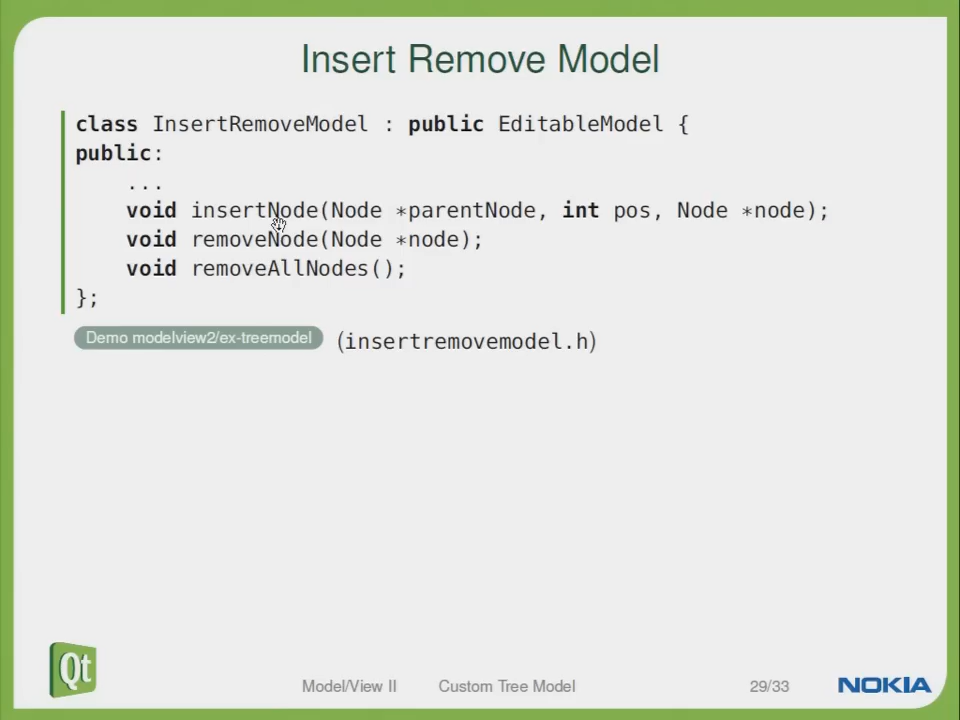 Insert Remove Model
class InsertRemoveModel : public EditableModel {
public:
...
void insertNode(Node *parentNode, int pos, Node *node);
void removeNode(Node *node);
void removeAllNodes();
};
Demo modelview2/ex-treemodel (insertremovemodel.h)
Qt Model/View II Custom Tree Model 29/33 NOKIA